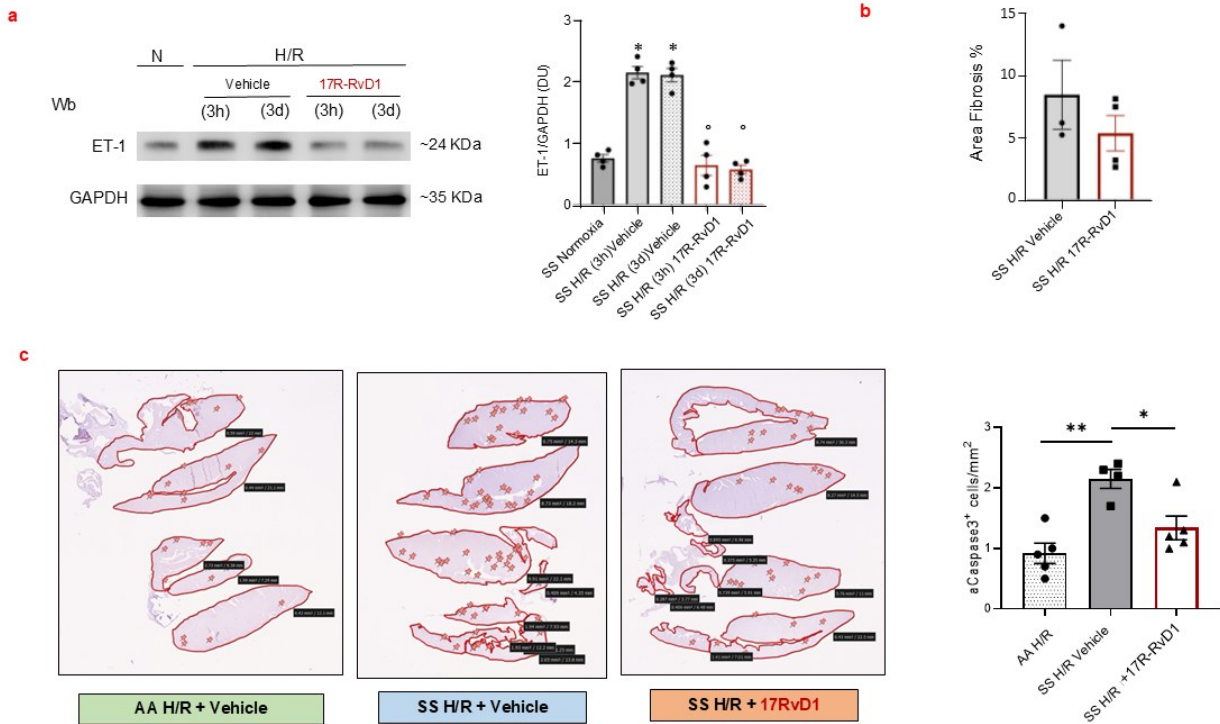 a
N
H/R
Vehicle
17R-RvD1
Wb
(3h)
(3d)
(3h)
(3d)
ET-1
~24 KDa
GAPDH
~35 KDa
ET-1/GAPDH (DU)
3
2
1
0
*
*
°
°
SS Normoxia
SS H/R (3h)Vehicle
SS H/R (3d)Vehicle
SS H/R (3h) 17R-RvD1
SS H/R (3d) 17R-RvD1
b
Area Fibrosis %
15
10
5
0
SS H/R Vehicle
SS H/R 17R-RvD1
c
AA H/R + Vehicle
SS H/R + Vehicle
SS H/R + 17RvD1
aCaspase3+ cells/mm2
3
2
1
0
**
*
AA H/R
SS H/R Vehicle
SS H/R ++17R-RvD1